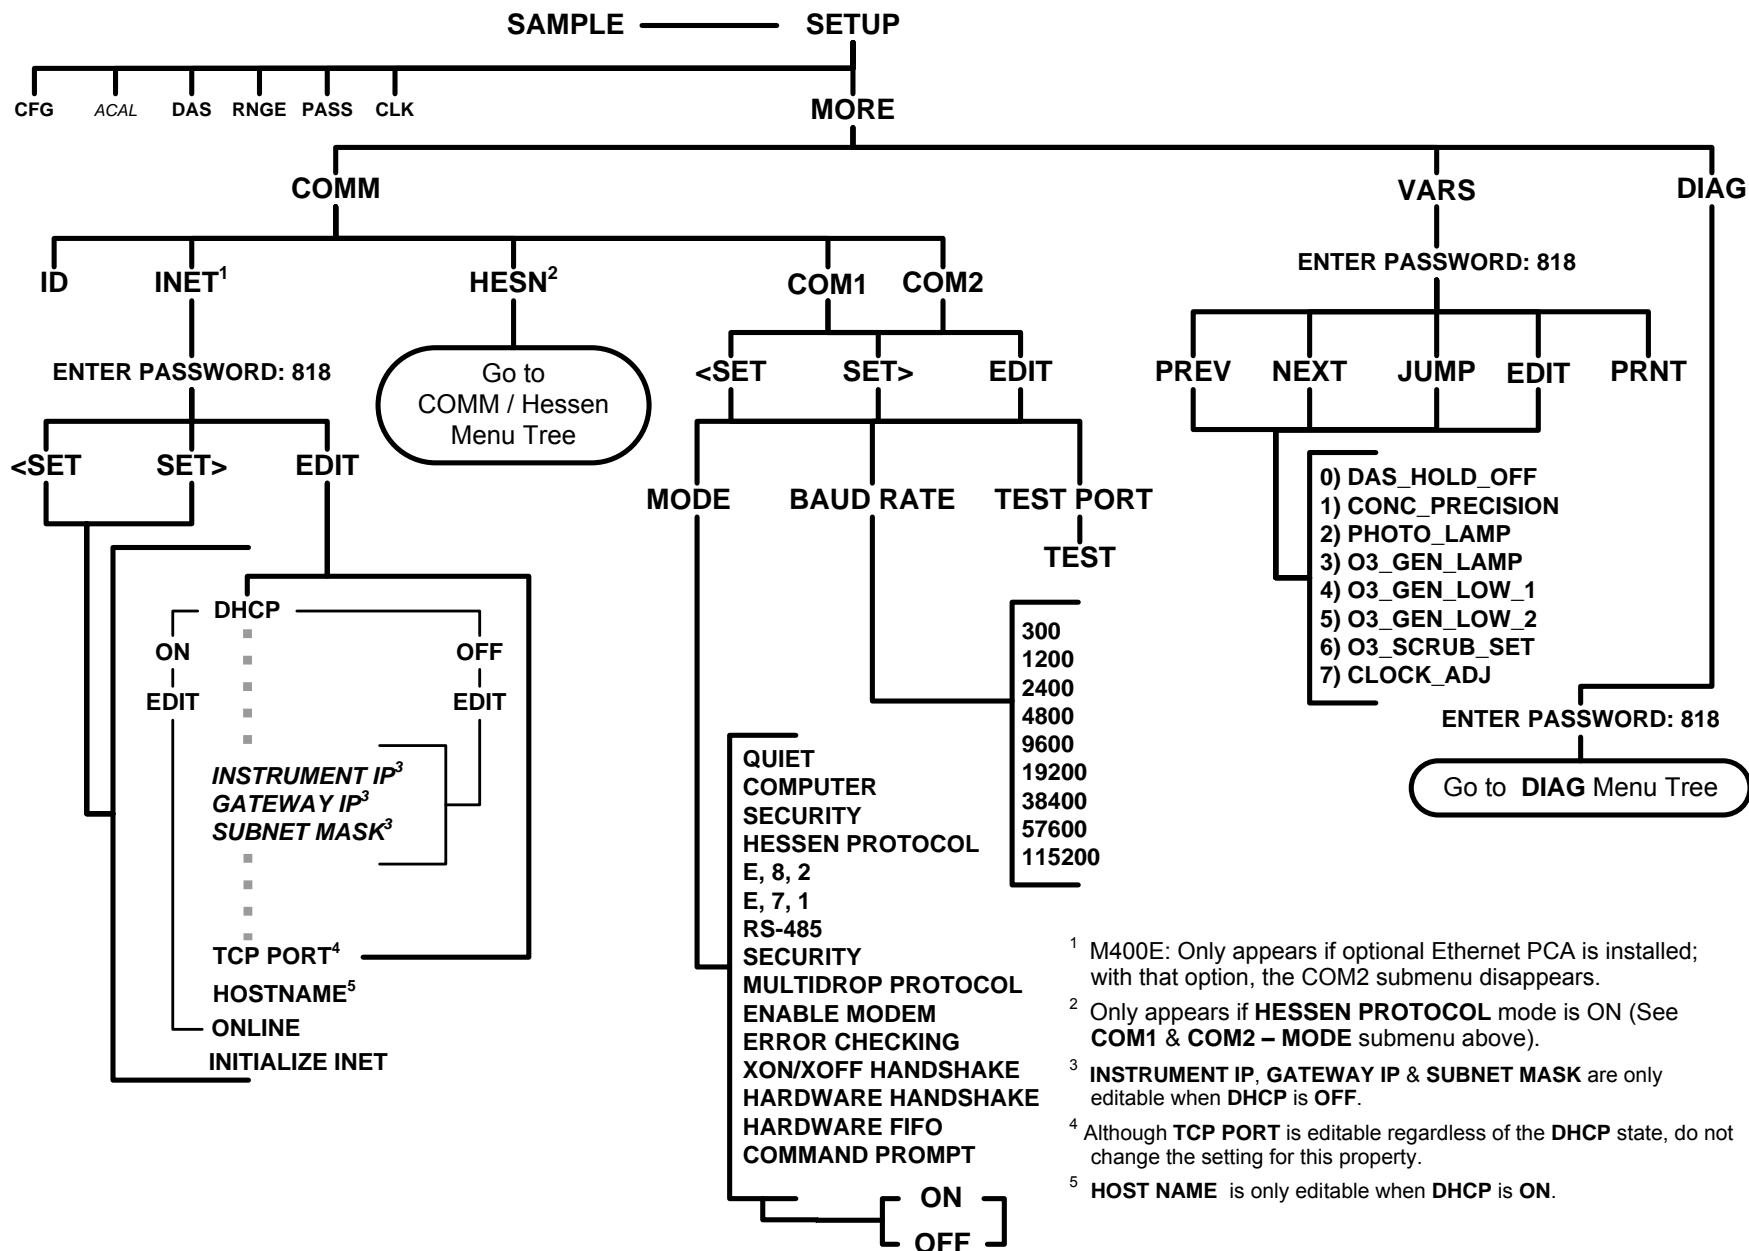 SAMPLE SETUP
CFG ACAL DAS RNGE PASS CLK MORE
COMM VARS DIAG
ID INET1 HESN2 COM1 COM2
ENTER PASSWORD: 818
ENTER PASSWORD: 818
<SET SET> EDIT
Go to
COMM / Hessen
Menu Tree
<SET SET> EDIT
PREV NEXT JUMP EDIT PRNT
MODE BAUD RATE TEST PORT
TEST
0) DAS_HOLD_OFF
1) CONC_PRECISION
2) PHOTO_LAMP
3) O3_GEN_LAMP
4) O3_GEN_LOW_1
5) O3_GEN_LOW_2
6) O3_SCRUB_SET
7) CLOCK_ADJ
ENTER PASSWORD: 818
Go to DIAG Menu Tree
DHCP
ON OFF
EDIT EDIT
INSTRUMENT IP3
GATEWAY IP3
SUBNET MASK3
TCP PORT4
HOSTNAME5
ONLINE
INITIALIZE INET
300
1200
2400
4800
9600
19200
38400
57600
115200
QUIET
COMPUTER
SECURITY
HESSEN PROTOCOL
E, 8, 2
E, 7, 1
RS-485
SECURITY
MULTIDROP PROTOCOL
ENABLE MODEM
ERROR CHECKING
XON/XOFF HANDSHAKE
HARDWARE HANDSHAKE
HARDWARE FIFO
COMMAND PROMPT
ON
OFF
1 M400E: Only appears if optional Ethernet PCA is installed;
with that option, the COM2 submenu disappears.
2 Only appears if HESSEN PROTOCOL mode is ON (See
COM1 & COM2 – MODE submenu above).
3 INSTRUMENT IP, GATEWAY IP & SUBNET MASK are only
editable when DHCP is OFF.
4 Although TCP PORT is editable regardless of the DHCP state, do not
change the setting for this property.
5 HOST NAME is only editable when DHCP is ON.